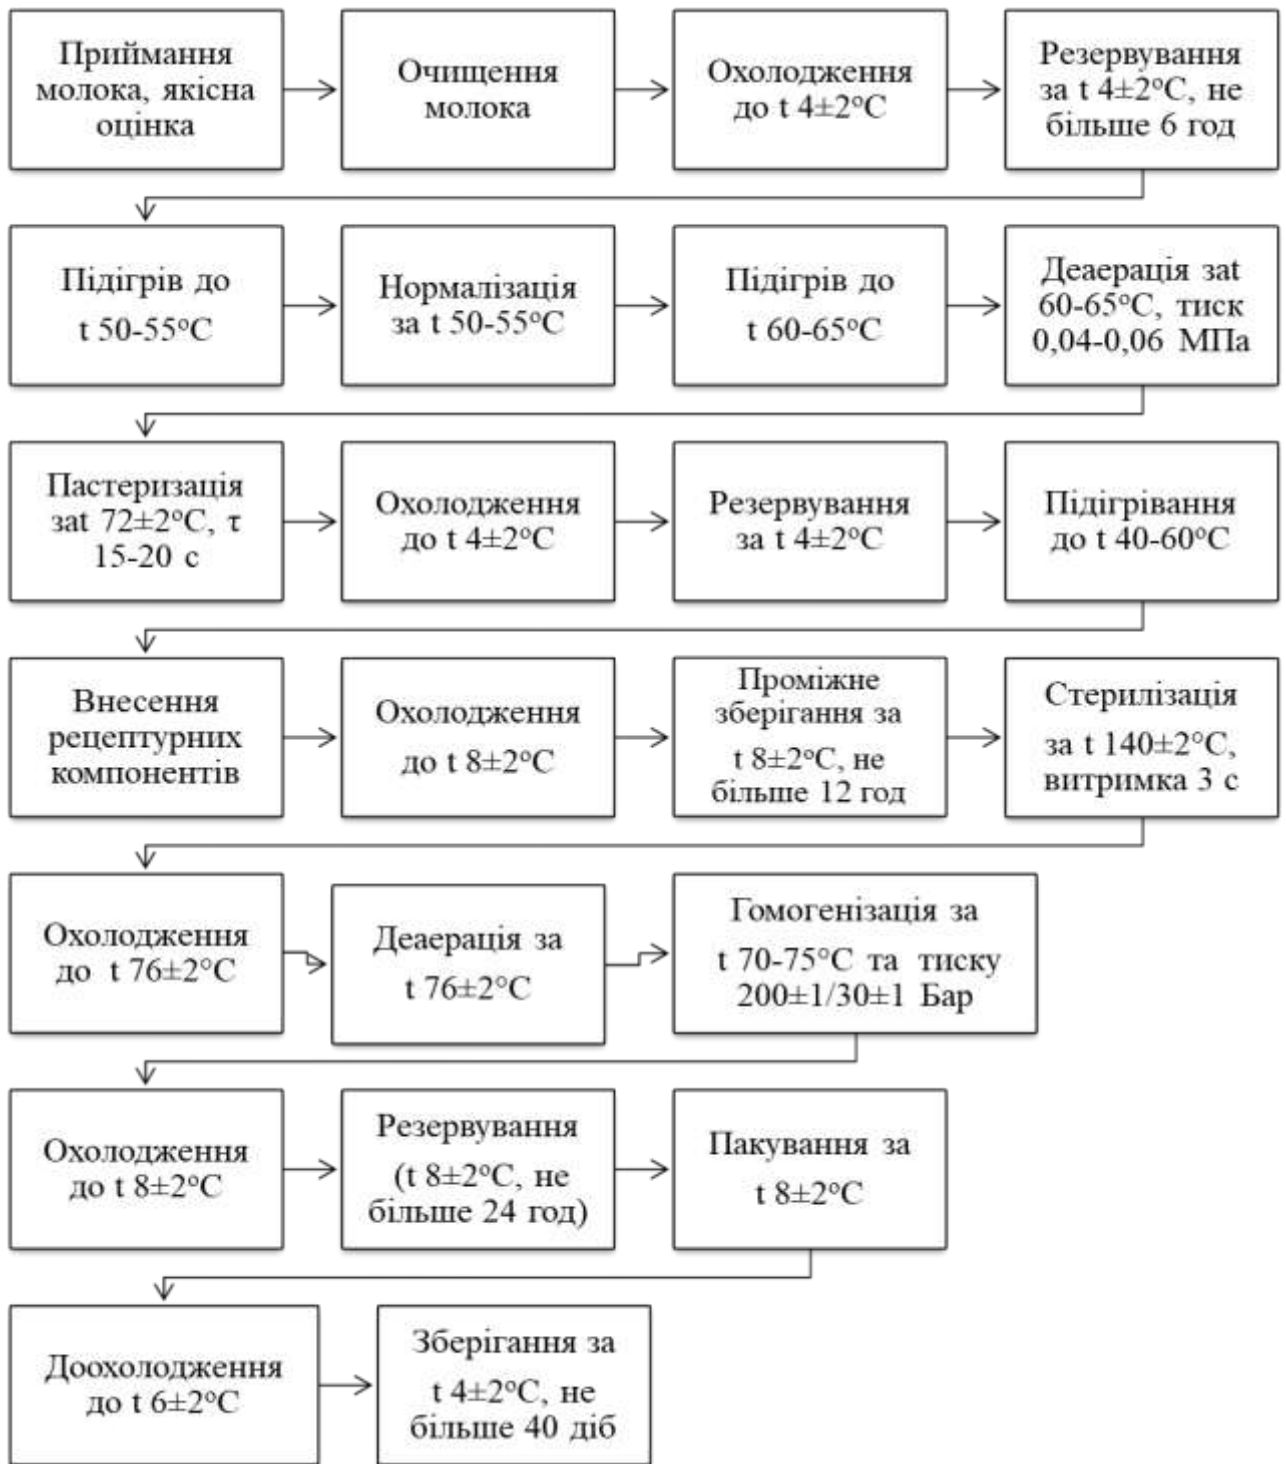 Приймання
молока, якісна
оцінка
Очищення
молока
Охолодження
до t 4±2°C
Резервування
за t 4±2°C, не
більше 6 год
Підігрів до
t 50-55°C
Нормалізація
за t 50-55°C
Підігрів до
t 60-65°C
Деаерація заt
60-65°C, тиск
0,04-0,06 МПа
Пастеризація
заt 72±2°C, τ
15-20 с
Охолодження
до t 4±2°C
Резервування
за t 4±2°C
Підігрівання
до t 40-60°C
Внесення
рецептурних
компонентів
Охолодження
до t 8±2°C
Проміжне
зберігання за
t 8±2°C, не
більше 12 год
Стерилізація
за t 140±2°C,
витримка 3 с
Охолодження
до t 76±2°C
Деаерація за
t 76±2°C
Гомогенізація за
t 70-75°C та тиску
200±1/30±1 Бар
Охолодження
до t 8±2°C
Резервування
(t 8±2°C, не
більше 24 год)
Пакування за
t 8±2°C
Доохолодження
до t 6±2°C
Зберігання за
t 4±2°C, не
більше 40 діб